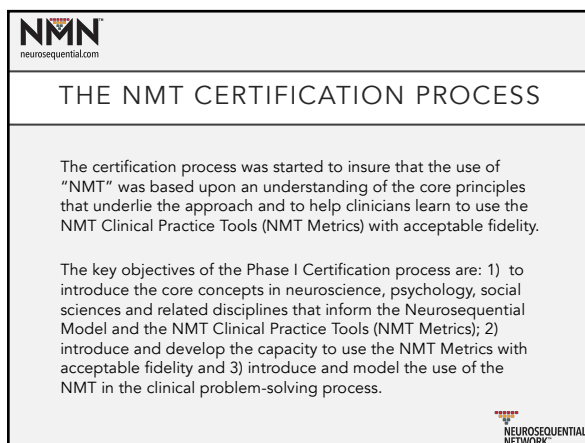 NMN™
neurosequential.com
THE NMT CERTIFICATION PROCESS
The certification process was started to insure that the use of
“NMT” was based upon an understanding of the core principles
that underlie the approach and to help clinicians learn to use the
NMT Clinical Practice Tools (NMT Metrics) with acceptable fidelity.
The key objectives of the Phase I Certification process are: 1) to
introduce the core concepts in neuroscience, psychology, social
sciences and related disciplines that inform the Neurosequential
Model and the NMT Clinical Practice Tools (NMT Metrics); 2)
introduce and develop the capacity to use the NMT Metrics with
acceptable fidelity and 3) introduce and model the use of the
NMT in the clinical problem-solving process.
NEUROSEQUENTIAL
NETWORK™